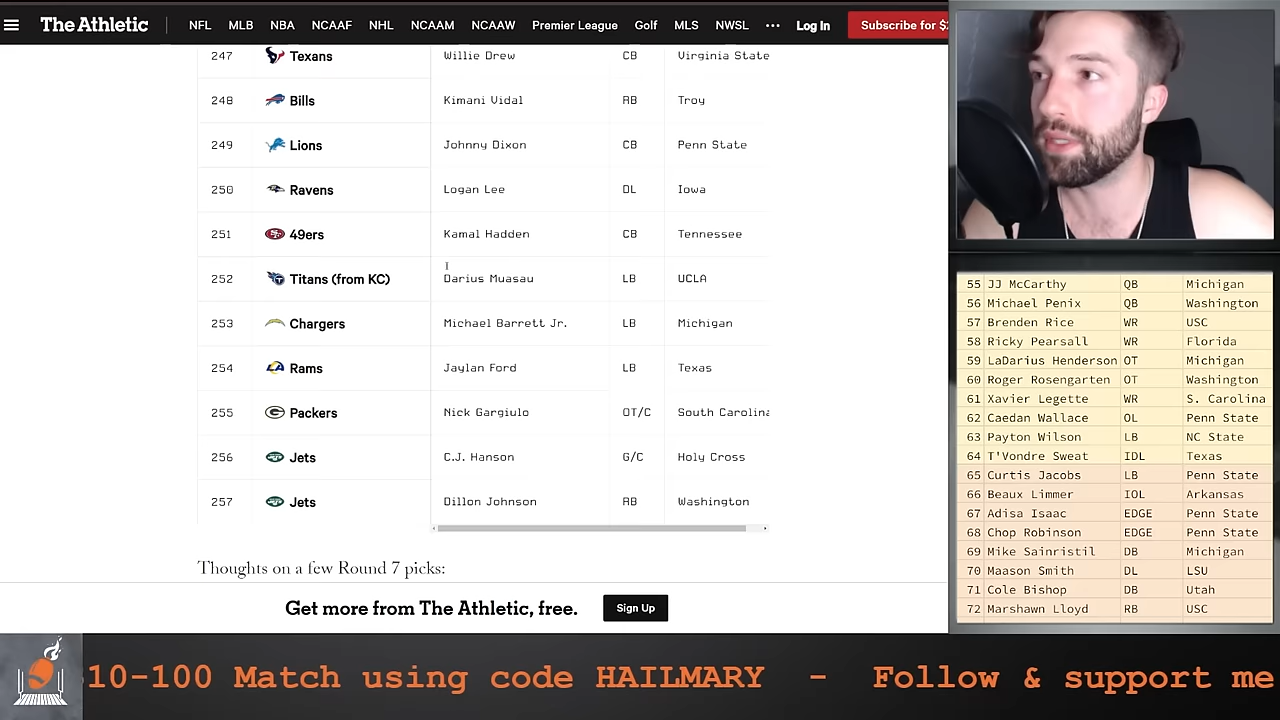 The Athletic NFL MLB NBA NCAAF NHL NCAAM NCAAW Premier League Golf MLS NWSL ••• Log In Subscribe for $2
247 Texans Willie Drew CB Virginia State
248 Bills Kimani Vidal RB Troy
249 Lions Johnny Dixon CB Penn State
250 Ravens Logan Lee DL Iowa
251 49ers Kamal Hadden CB Tennessee
252 Titans (from KC) Darius Muasau LB UCLA
253 Chargers Michael Barrett Jr. LB Michigan
254 Rams Jaylan Ford LB Texas
255 Packers Nick Gargiulo OT/C South Carolina
256 Jets C.J. Hanson G/C Holy Cross
257 Jets Dillon Johnson RB Washington
Thoughts on a few Round 7 picks:
Get more from The Athletic, free. Sign Up
55 JJ McCarthy QB Michigan
56 Michael Penix QB Washington
57 Brenden Rice WR USC
58 Ricky Pearsall WR Florida
59 LaDarius Henderson OT Michigan
60 Roger Rosengarten OT Washington
61 Xavier Legette WR S. Carolina
62 Caedan Wallace OL Penn State
63 Payton Wilson LB NC State
64 T'Vondre Sweat IDL Texas
65 Curtis Jacobs LB Penn State
66 Beaux Limmer IOL Arkansas
67 Adisa Isaac EDGE Penn State
68 Chop Robinson EDGE Penn State
69 Mike Sainristil DB Michigan
70 Maason Smith DL LSU
71 Cole Bishop DB Utah
72 Marshawn Lloyd RB USC
10-100 Match using code HAILMARY - Follow & support me